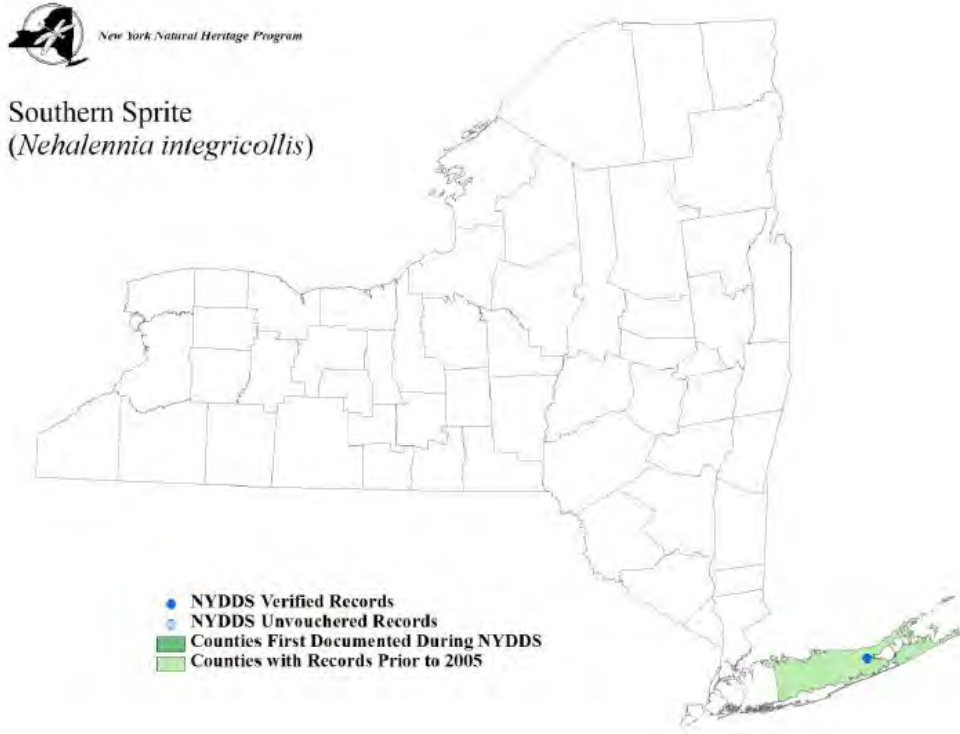 New York Natural Heritage Program
Southern Sprite
(Nehalennia integricollis)
NYDDS Verified Records
NYDDS Unvouchered Records
Counties First Documented During NYDDS
Counties with Records Prior to 2005